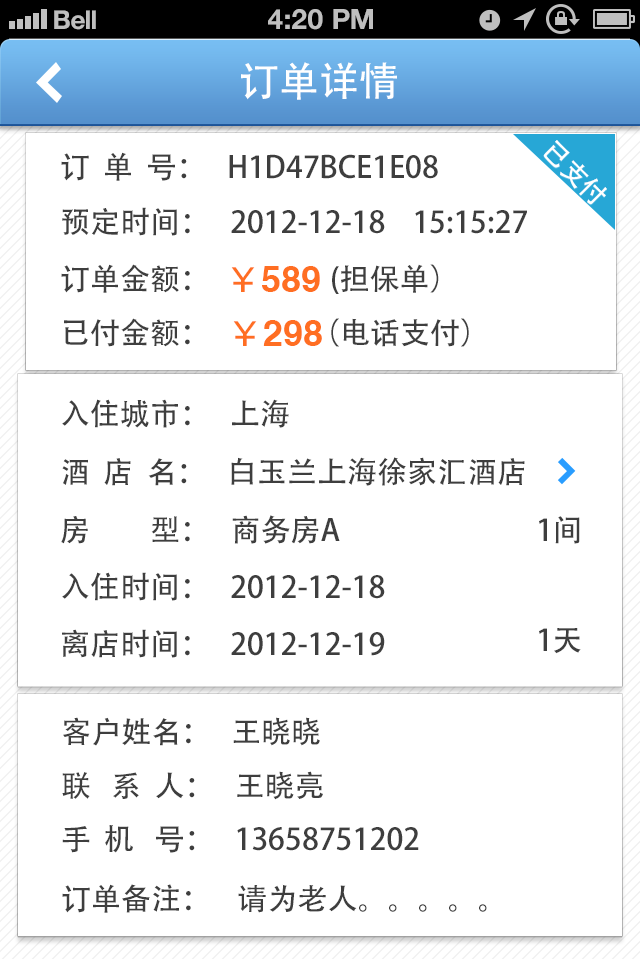 Bell 4:20 PM
订单详情
已支付
订单号： H1D47BCE1E08
预定时间： 2012-12-18 15:15:27
订单金额： ￥589 (担保单）
已付金额： ￥298（电话支付）
入住城市： 上海
酒店名： 白玉兰上海徐家汇酒店
房型： 商务房A 1间
入住时间： 2012-12-18
离店时间： 2012-12-19 1天
客户姓名： 王晓晓
联系人： 王晓亮
手机号： 13658751202
订单备注： 请为老人。。。。。